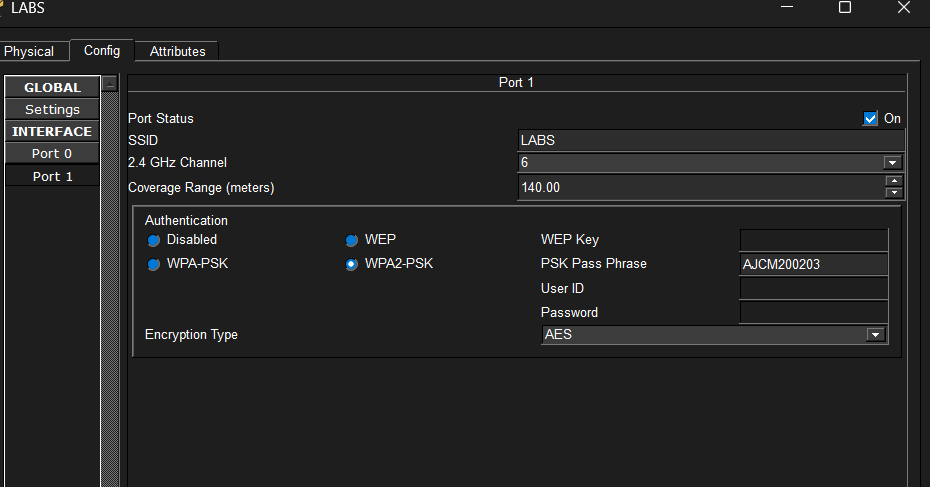 LABS
Physical Config Attributes
GLOBAL
Settings
INTERFACE
Port 0
Port 1
Port 1
Port Status On
SSID LABS
2.4 GHz Channel 6
Coverage Range (meters) 140.00
Authentication
Disabled WEP WEP Key
WPA-PSK WPA2-PSK PSK Pass Phrase AJCM200203
User ID
Password
Encryption Type AES